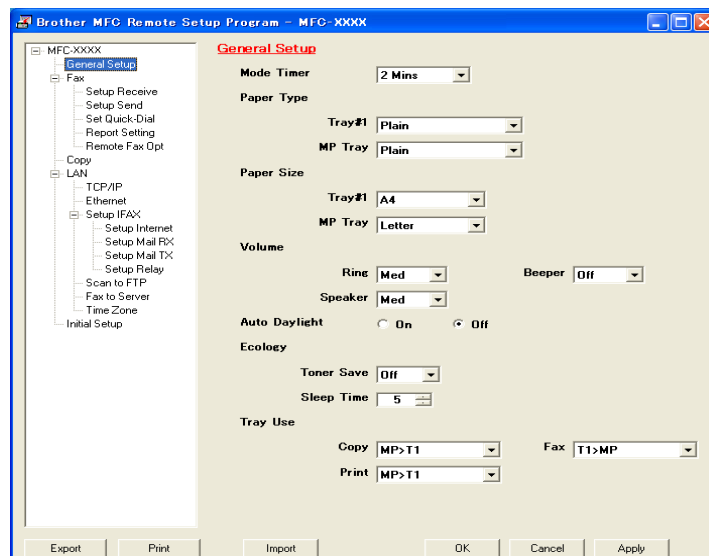 Brother MFC Remote Setup Program - MFC-XXXX
MFC-XXXX
General Setup
Fax
Setup Receive
Setup Send
Set Quick-Dial
Report Setting
Remote Fax Opt
Copy
LAN
TCP/IP
Ethernet
Setup IFAX
Setup Internet
Setup Mail RX
Setup Mail TX
Setup Relay
Scan to FTP
Fax to Server
Time Zone
Initial Setup
General Setup
Mode Timer 2 Mins
Paper Type
Tray#1 Plain
MP Tray Plain
Paper Size
Tray#1 A4
MP Tray Letter
Volume
Ring Med Beeper Off
Speaker Med
Auto Daylight On Off
Ecology
Toner Save Off
Sleep Time 5
Tray Use
Copy MP>T1 Fax T1>MP
Print MP>T1
Export Print Import OK Cancel Apply